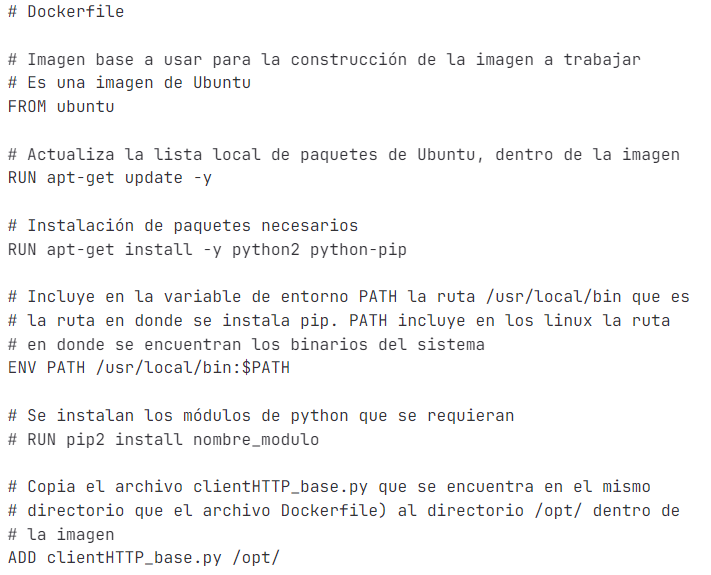 # Dockerfile
# Imagen base a usar para la construcción de la imagen a trabajar
# Es una imagen de Ubuntu
FROM ubuntu
# Actualiza la lista local de paquetes de Ubuntu, dentro de la imagen
RUN apt-get update -y
# Instalación de paquetes necesarios
RUN apt-get install -y python2 python-pip
# Incluye en la variable de entorno PATH la ruta /usr/local/bin que es
# la ruta en donde se instala pip. PATH incluye en los linux la ruta
# en donde se encuentran los binarios del sistema
ENV PATH /usr/local/bin:$PATH
# Se instalan los módulos de python que se requieran
# RUN pip2 install nombre_modulo
# Copia el archivo clientHTTP_base.py que se encuentra en el mismo
# directorio que el archivo Dockerfile) al directorio /opt/ dentro de
# la imagen
ADD clientHTTP_base.py /opt/